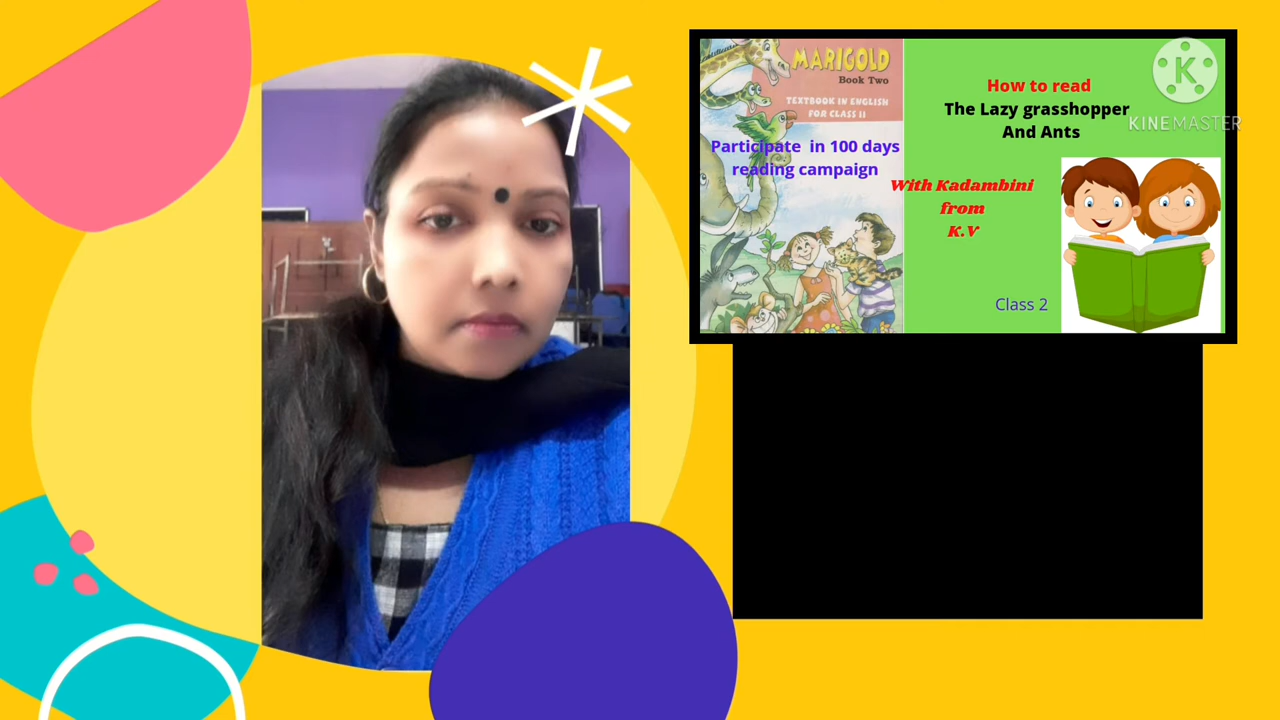 MARIGOLD
Book Two
TEXTBOOK IN ENGLISH
FOR CLASS II
Participate in 100 days
reading campaign
How to read
The Lazy grasshopper
And Ants
With Kadambini
from
K.V
Class 2
K
KINEMASTER